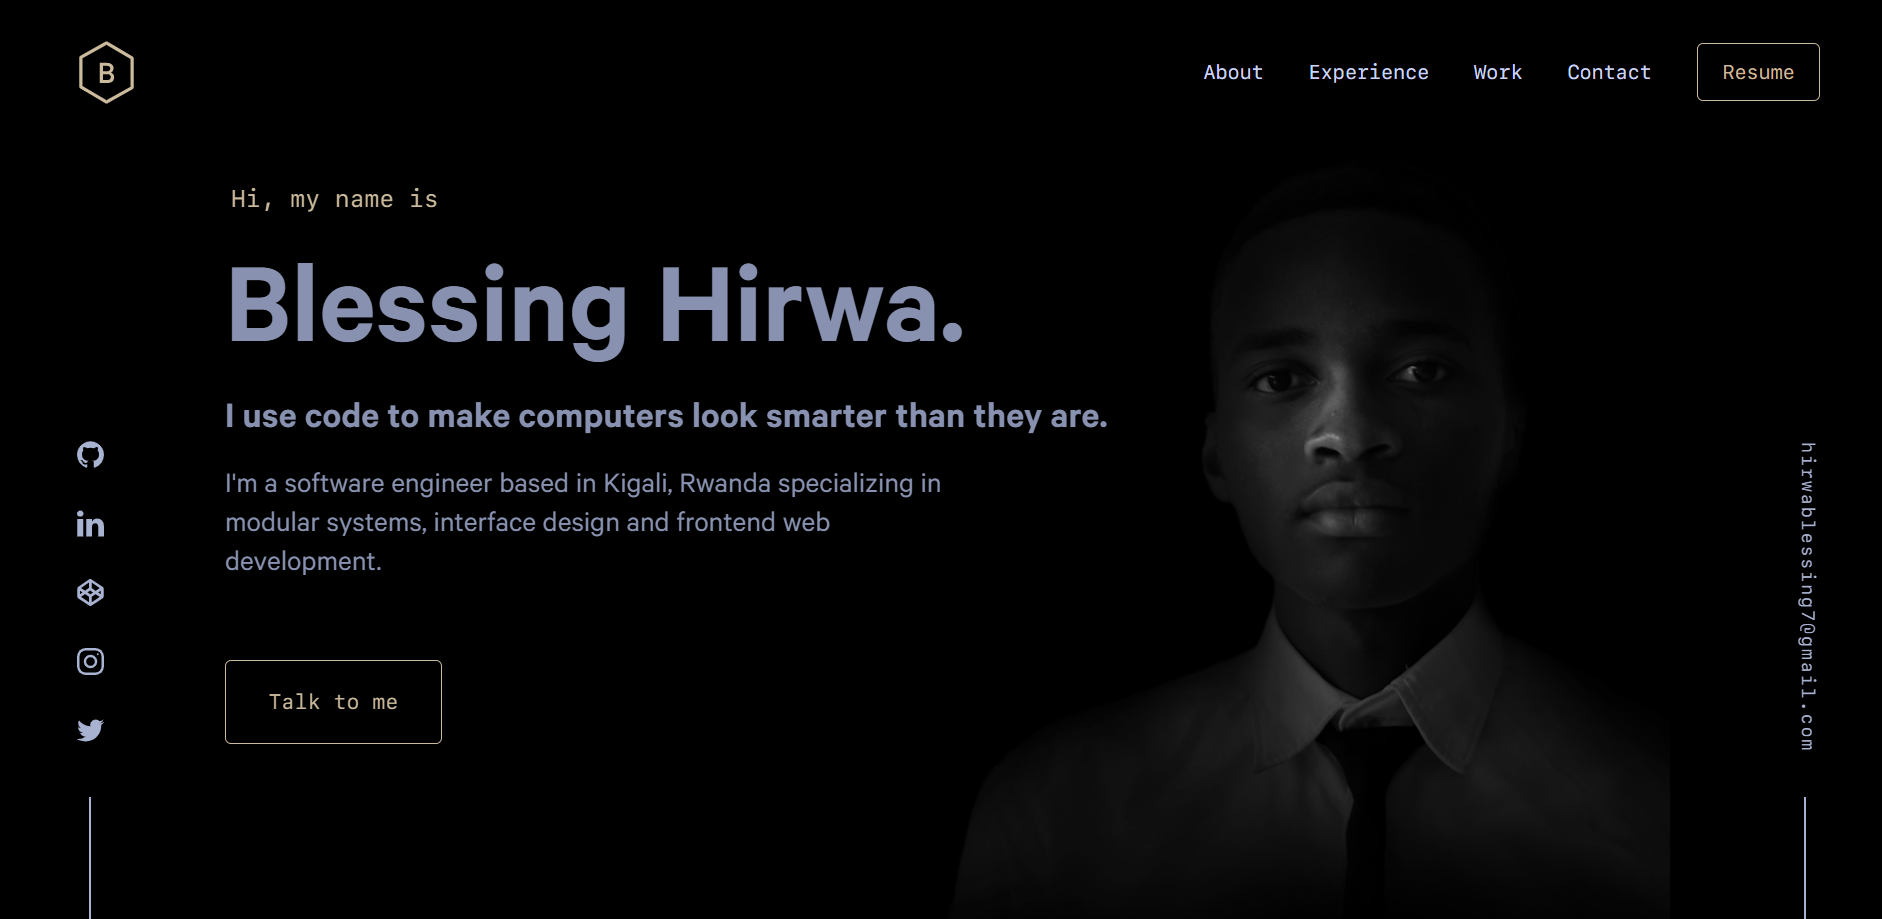 B
About Experience Work Contact Resume
Hi, my name is
Blessing Hirwa.
I use code to make computers look smarter than they are.
I'm a software engineer based in Kigali, Rwanda specializing in
modular systems, interface design and frontend web
development.
Talk to me
in
hirwablessing7@gmail.com